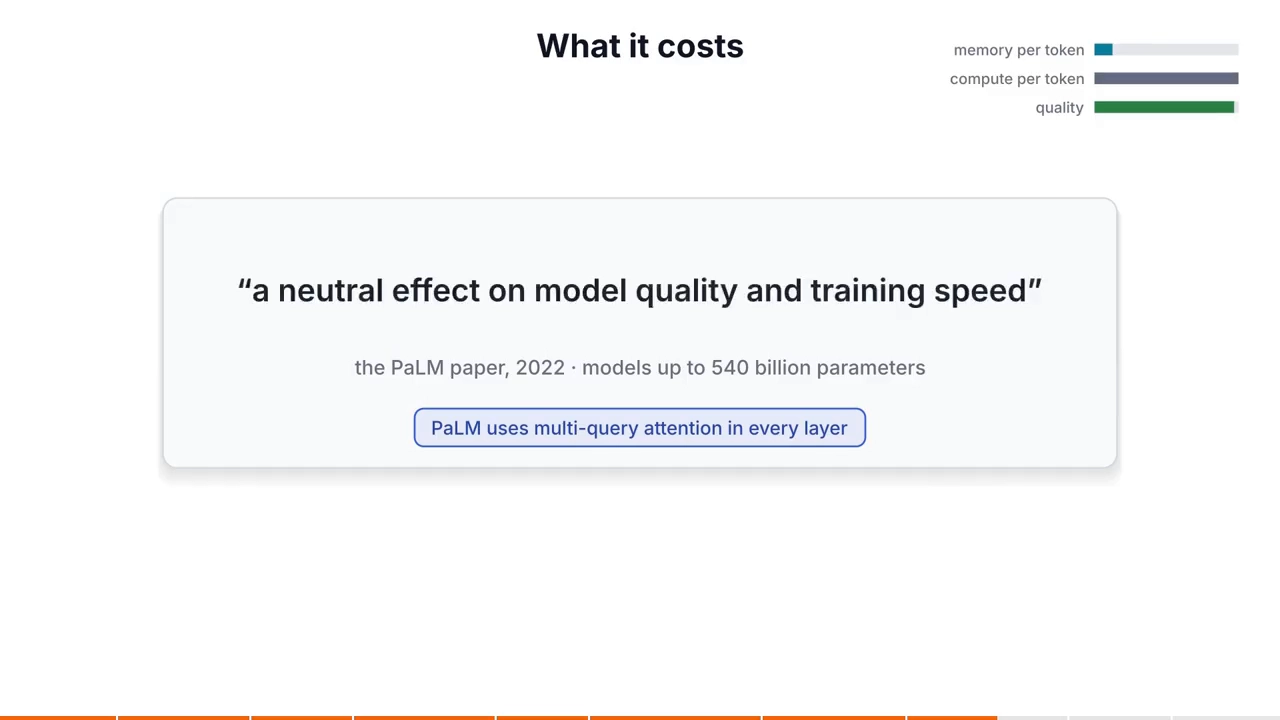 What it costs
memory per token
compute per token
quality
“a neutral effect on model quality and training speed”
the PaLM paper, 2022 · models up to 540 billion parameters
PaLM uses multi-query attention in every layer